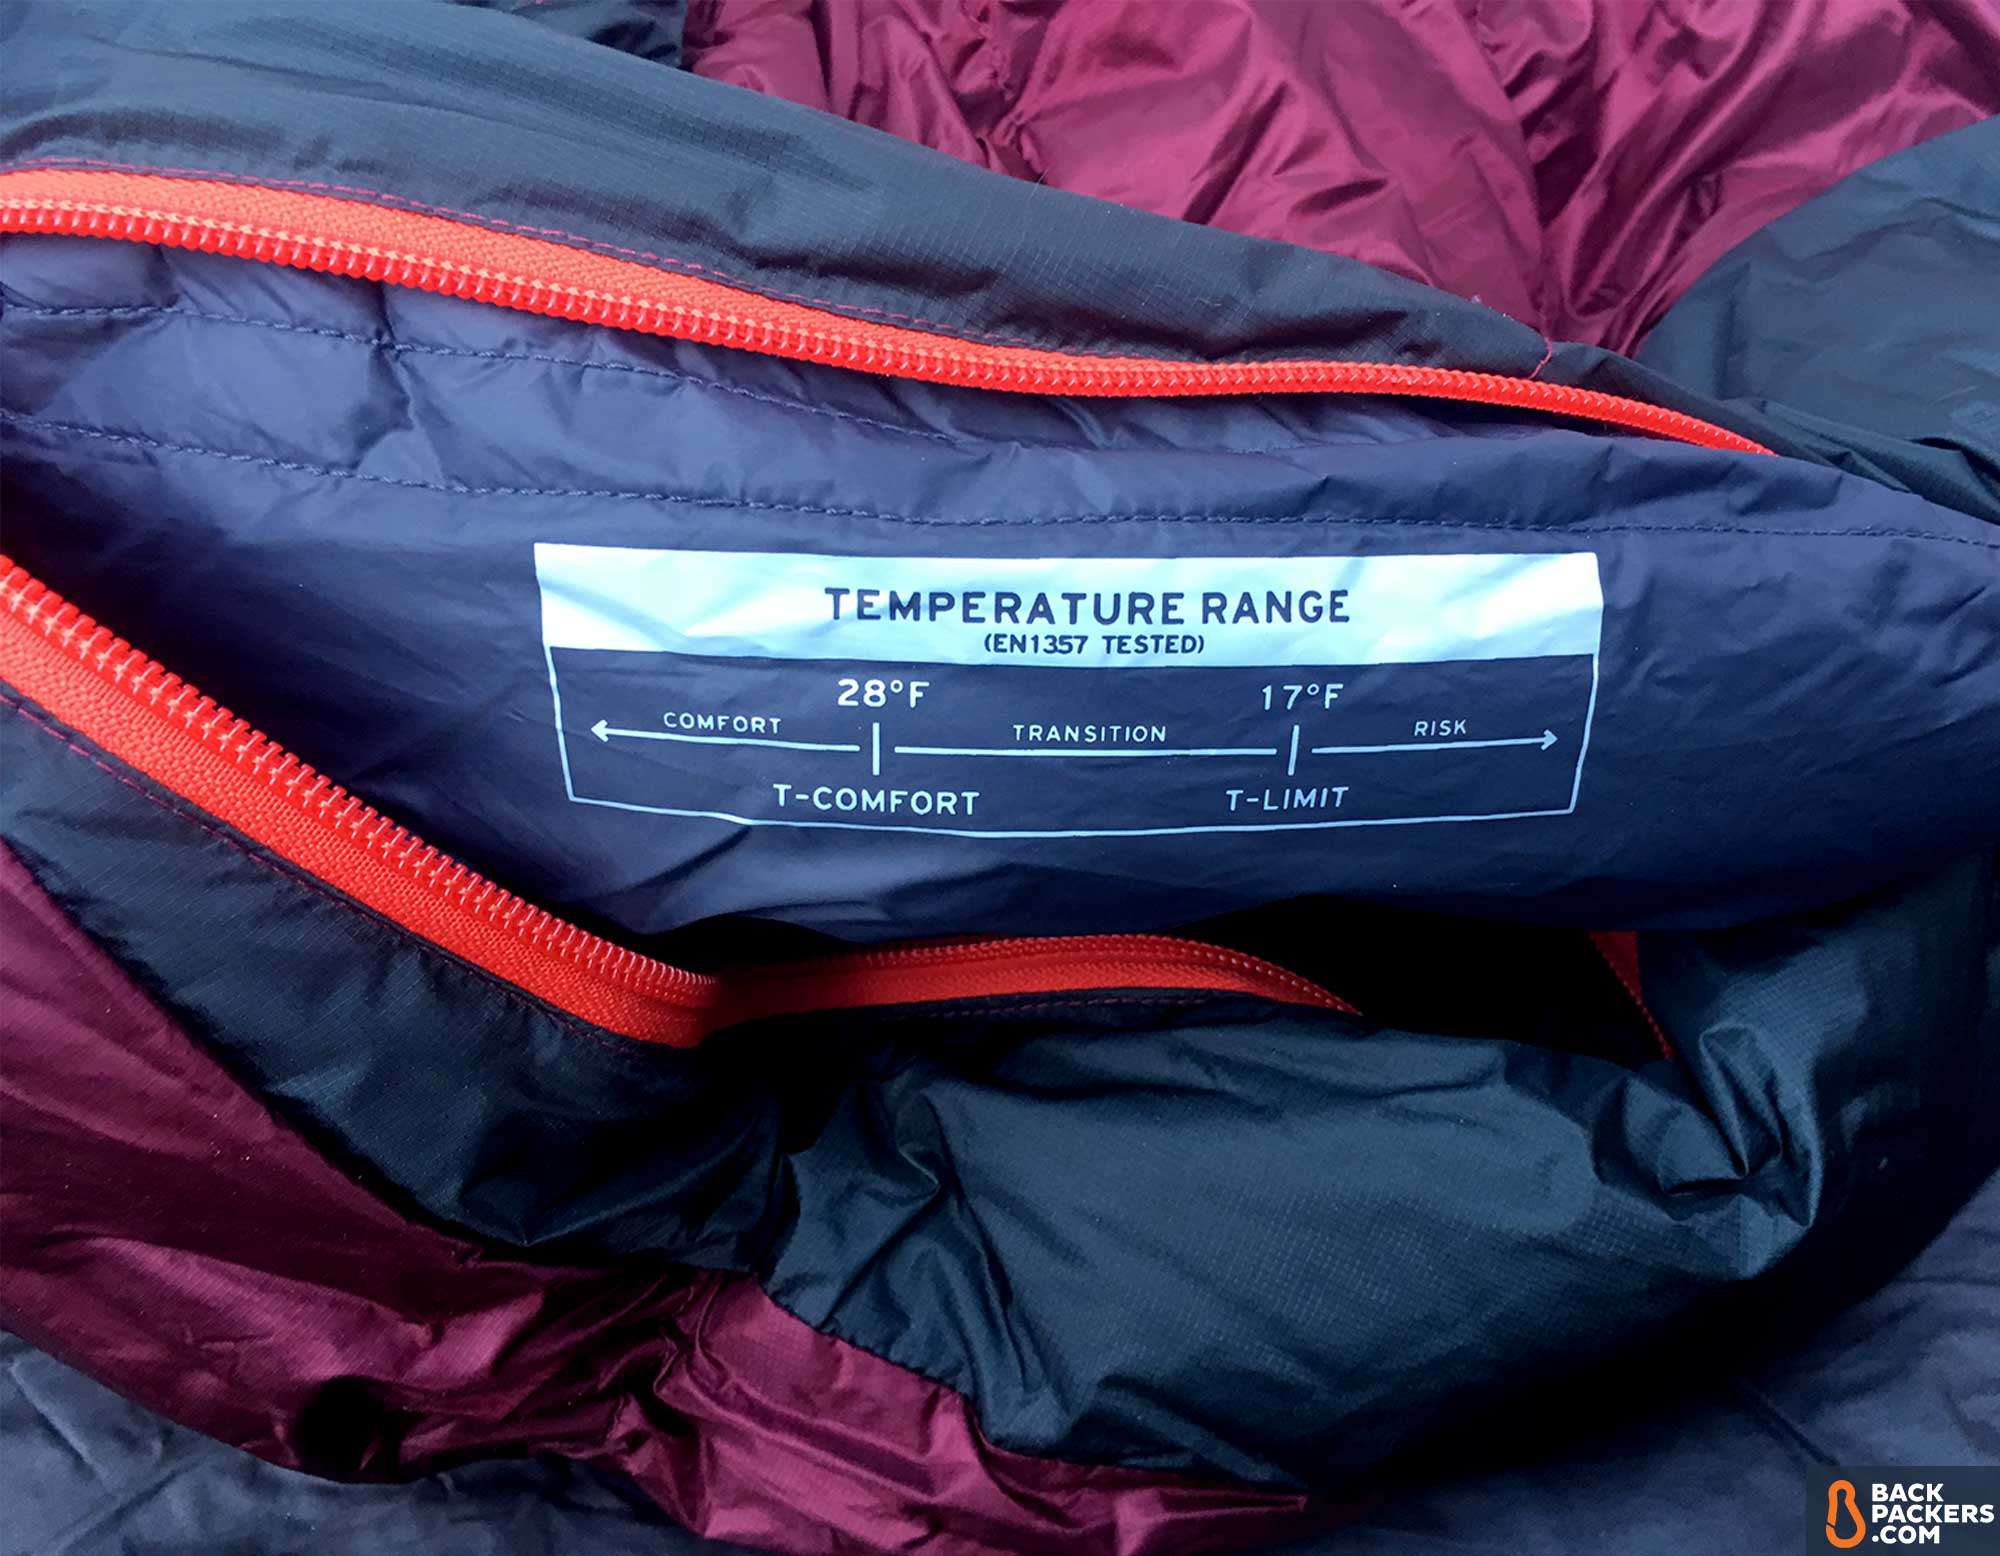 TEMPERATURE RANGE
(EN1357 TESTED)
28°F 17°F
COMFORT TRANSITION RISK
T-COMFORT T-LIMIT
BACK
PACKERS
.COM